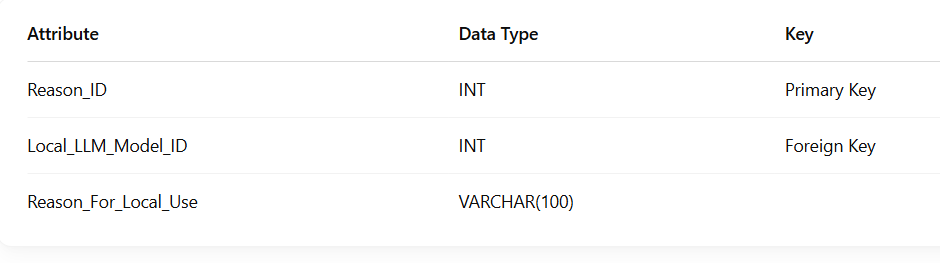 Attribute Data Type Key
Reason_ID INT Primary Key
Local_LLM_Model_ID INT Foreign Key
Reason_For_Local_Use VARCHAR(100)